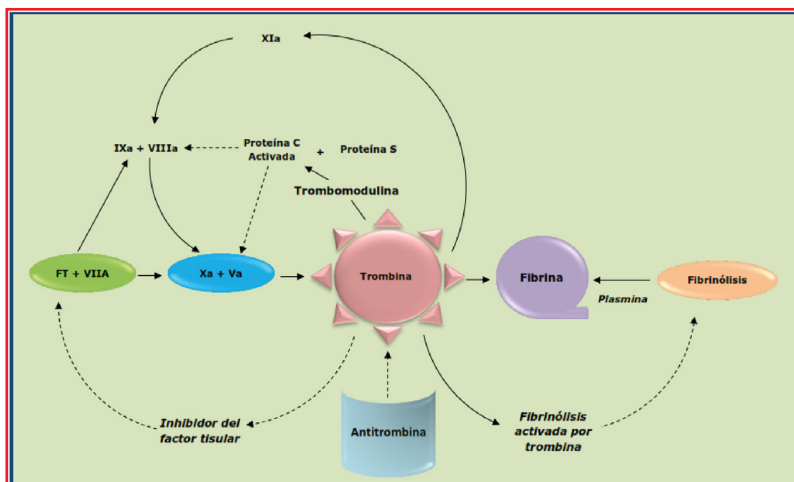 XIa
IXa + VIIIa
Proteína C
Activada
+
Proteína S
Trombomodulina
FT + VIIA
Xa + Va
Trombina
Fibrina
Plasmina
Fibrinólisis
Inhibidor del
factor tisular
Antitrombina
Fibrinólisis
activada por
trombina